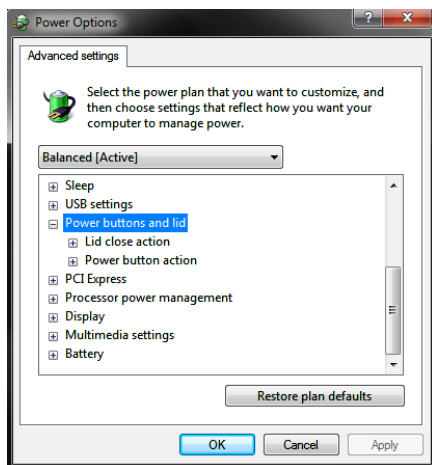 Power Options
Advanced settings
Select the power plan that you want to customize, and
then choose settings that reflect how you want your
computer to manage power.
Balanced [Active]
Sleep
USB settings
Power buttons and lid
Lid close action
Power button action
PCI Express
Processor power management
Display
Multimedia settings
Battery
Restore plan defaults
OK Cancel Apply